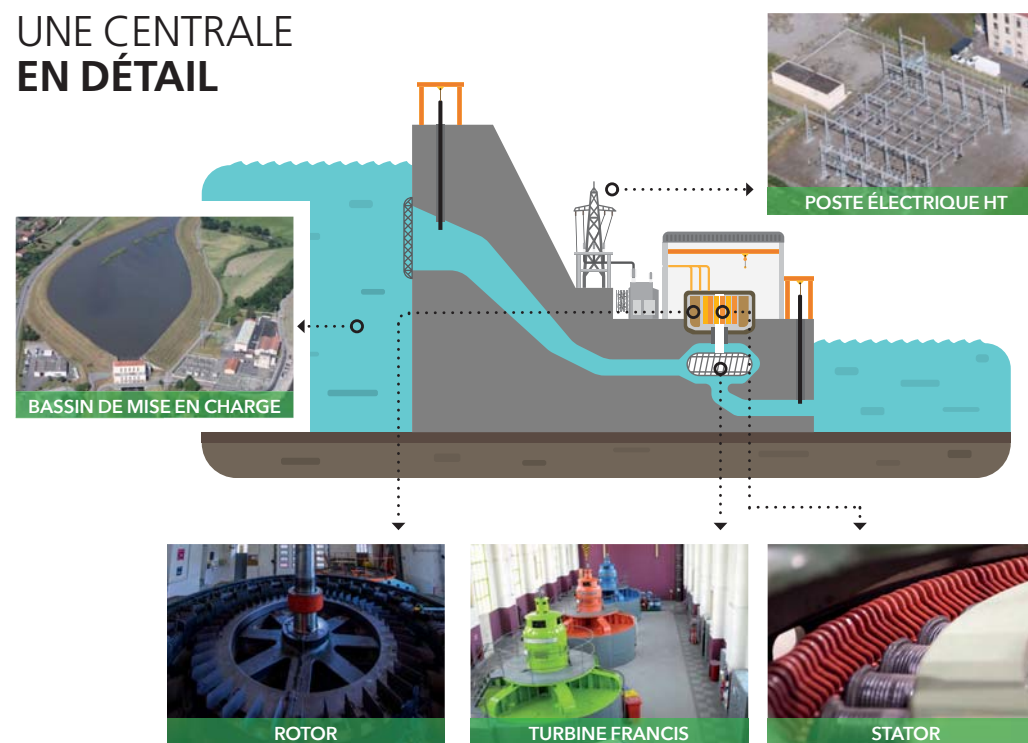 UNE CENTRALE
EN DÉTAIL
POSTE ÉLECTRIQUE HT
BASSIN DE MISE EN CHARGE
ROTOR
TURBINE FRANCIS
STATOR